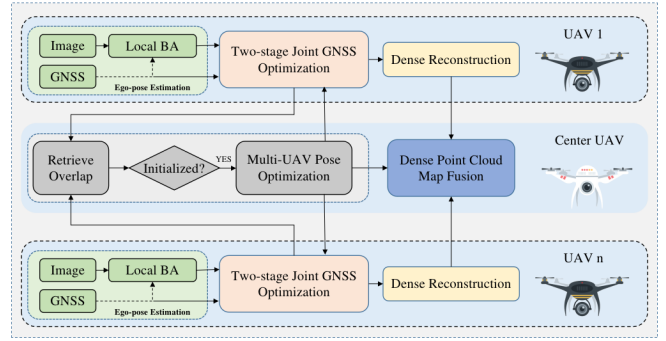 UAV 1
Image
Local BA
GNSS
Ego-pose Estimation
Two-stage Joint GNSS
Optimization
Dense Reconstruction
Center UAV
Retrieve
Overlap
Initialized?
YES
Multi-UAV Pose
Optimization
Dense Point Cloud
Map Fusion
UAV n
Image
Local BA
GNSS
Ego-pose Estimation
Two-stage Joint GNSS
Optimization
Dense Reconstruction